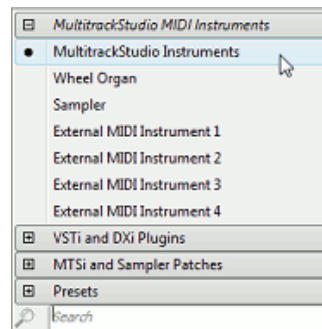 MultitrackStudio MIDI Instruments
MultitrackStudio Instruments
Wheel Organ
Sampler
External MIDI Instrument 1
External MIDI Instrument 2
External MIDI Instrument 3
External MIDI Instrument 4
VSTi and DXi Plugins
MTSi and Sampler Patches
Presets
Search